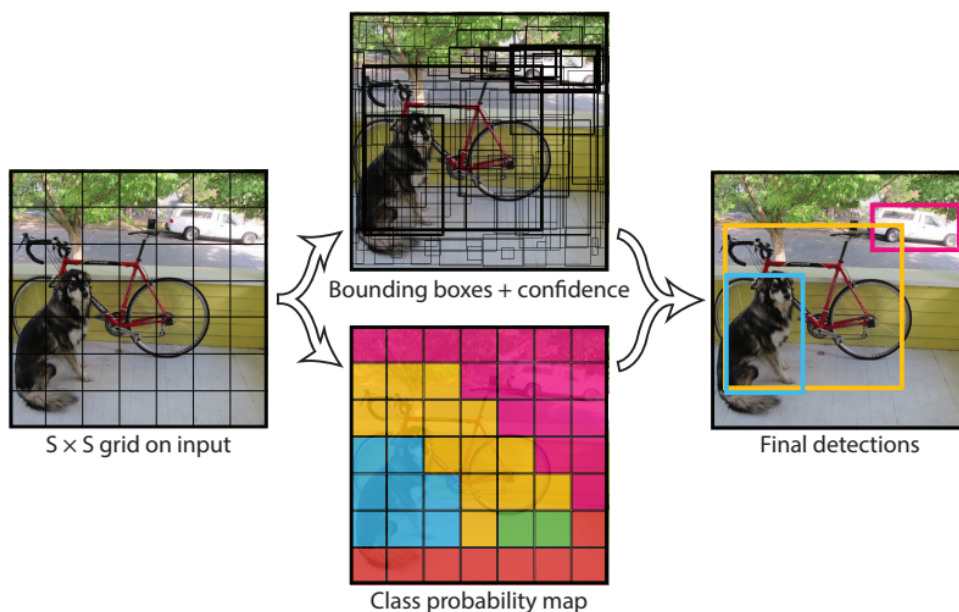 Bounding boxes + confidence
S × S grid on input
Final detections
Class probability map